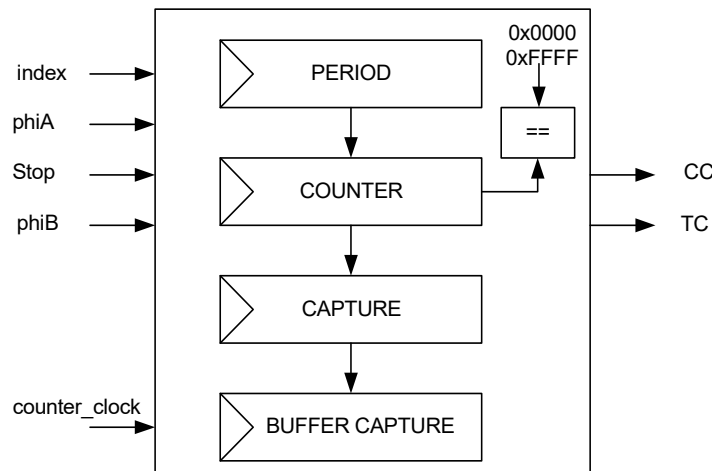 0x0000
0xFFFF
index
PERIOD
phiA
==
Stop
COUNTER
CC
phiB
TC
CAPTURE
counter_clock
BUFFER CAPTURE